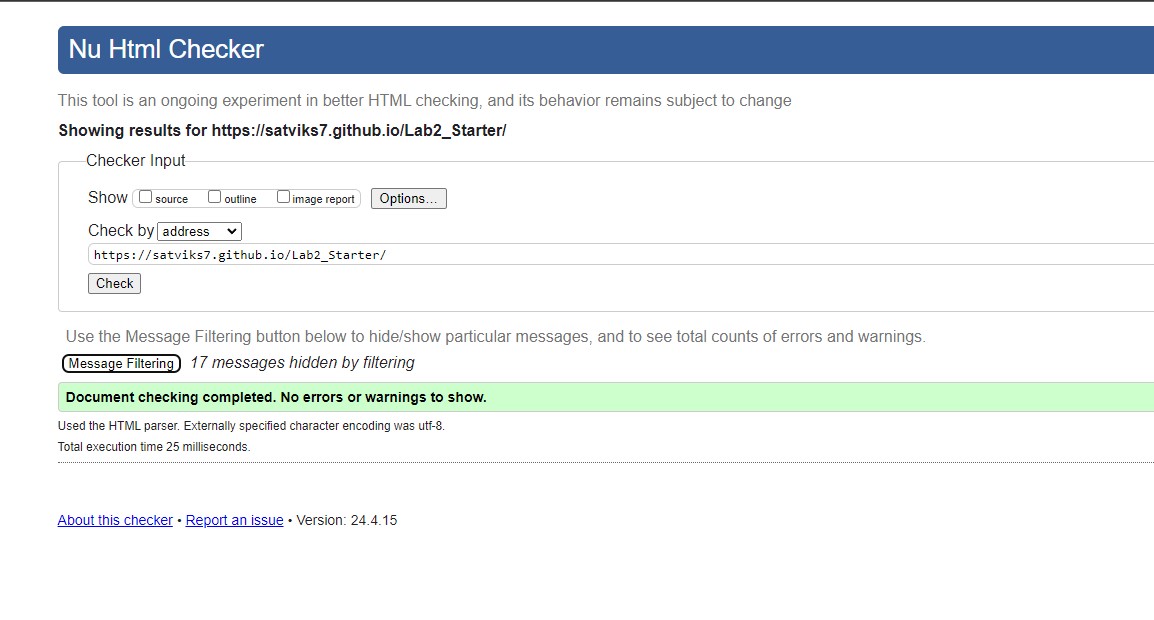 Nu Html Checker
This tool is an ongoing experiment in better HTML checking, and its behavior remains subject to change
Showing results for https://satviks7.github.io/Lab2_Starter/
Checker Input
Show source outline image report Options...
Check by address
https://satviks7.github.io/Lab2_Starter/
Check
Use the Message Filtering button below to hide/show particular messages, and to see total counts of errors and warnings.
Message Filtering 17 messages hidden by filtering
Document checking completed. No errors or warnings to show.
Used the HTML parser. Externally specified character encoding was utf-8.
Total execution time 25 milliseconds.
About this checker • Report an issue • Version: 24.4.15